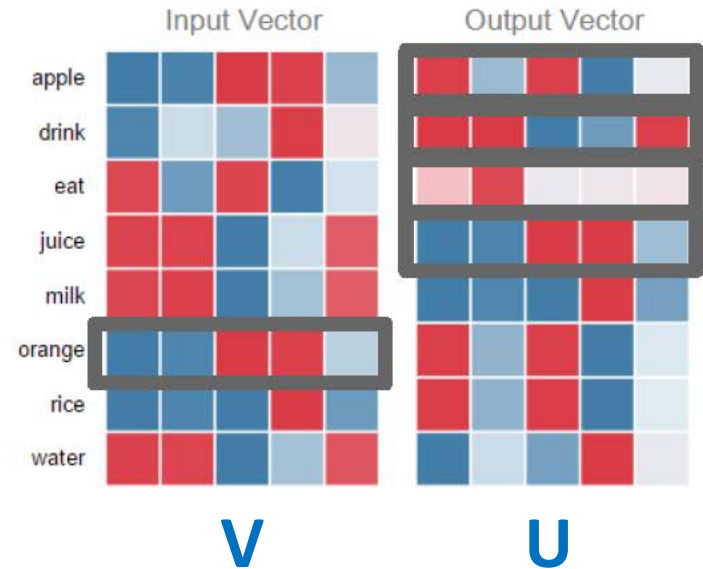 Input Vector Output Vector
apple
drink
eat
juice
milk
orange
rice
water
V U